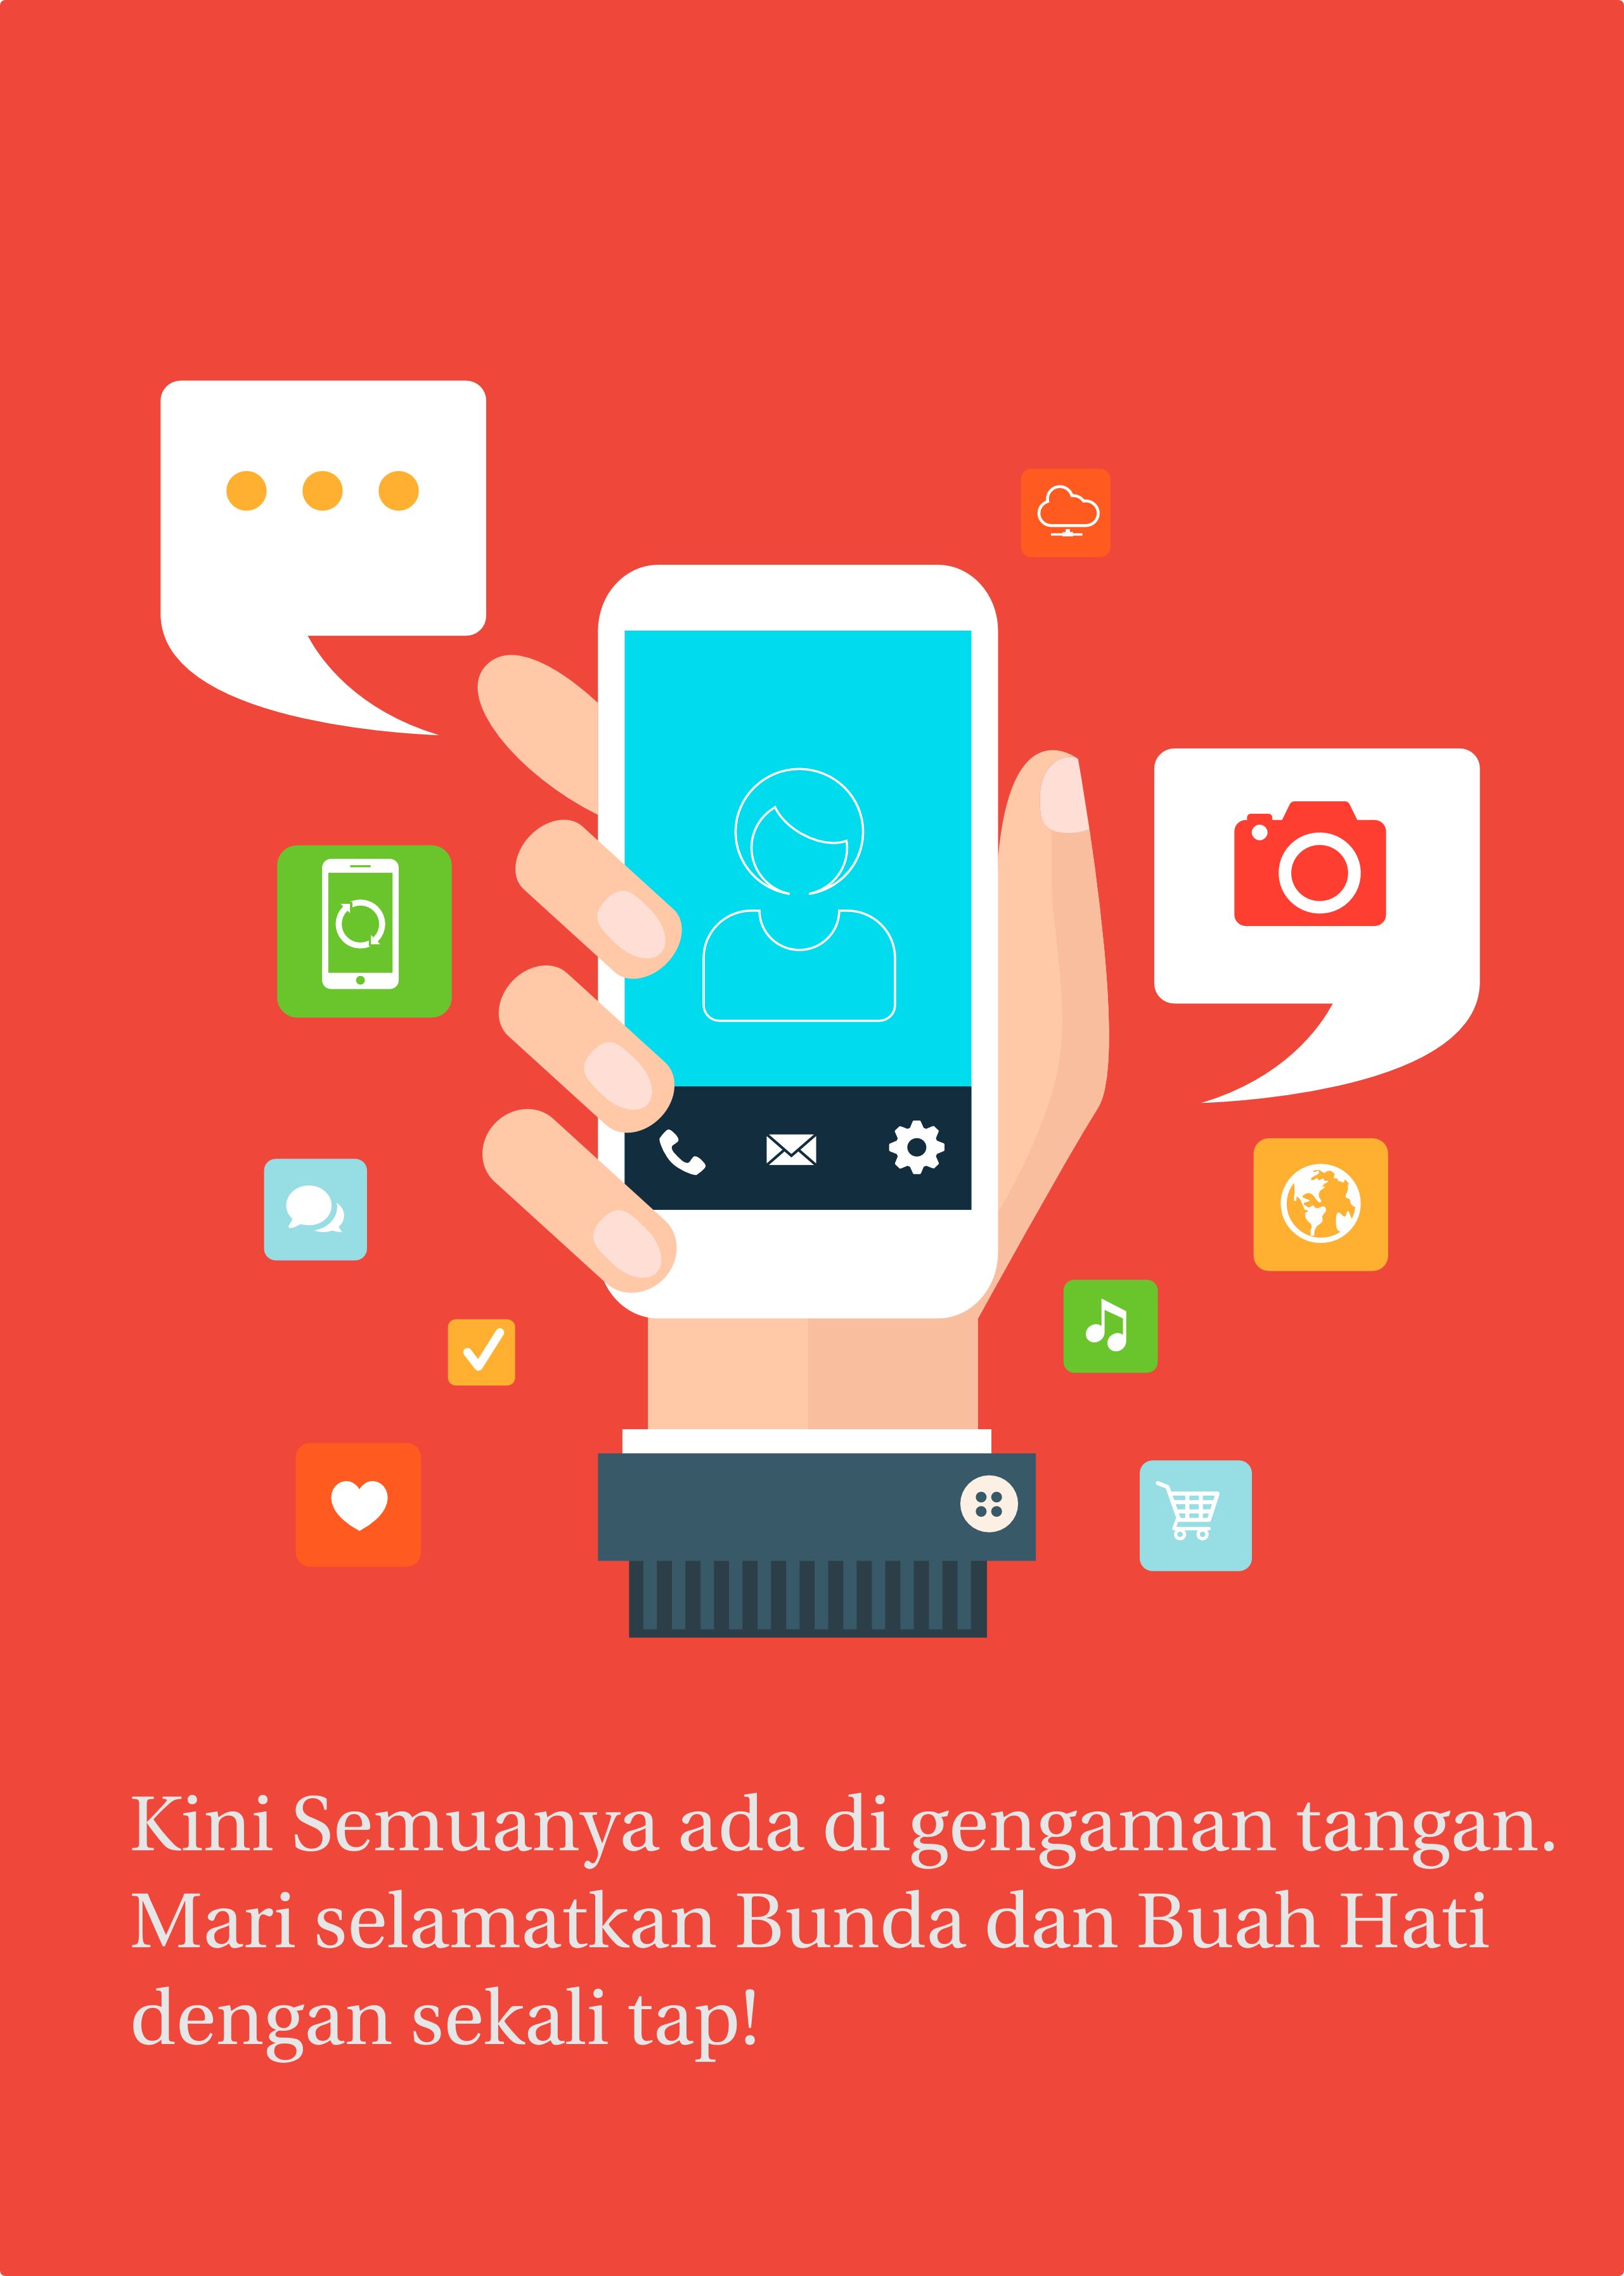 Kini Semuanya ada di gengaman tangan.
Mari selamatkan Bunda dan Buah Hati
dengan sekali tap!